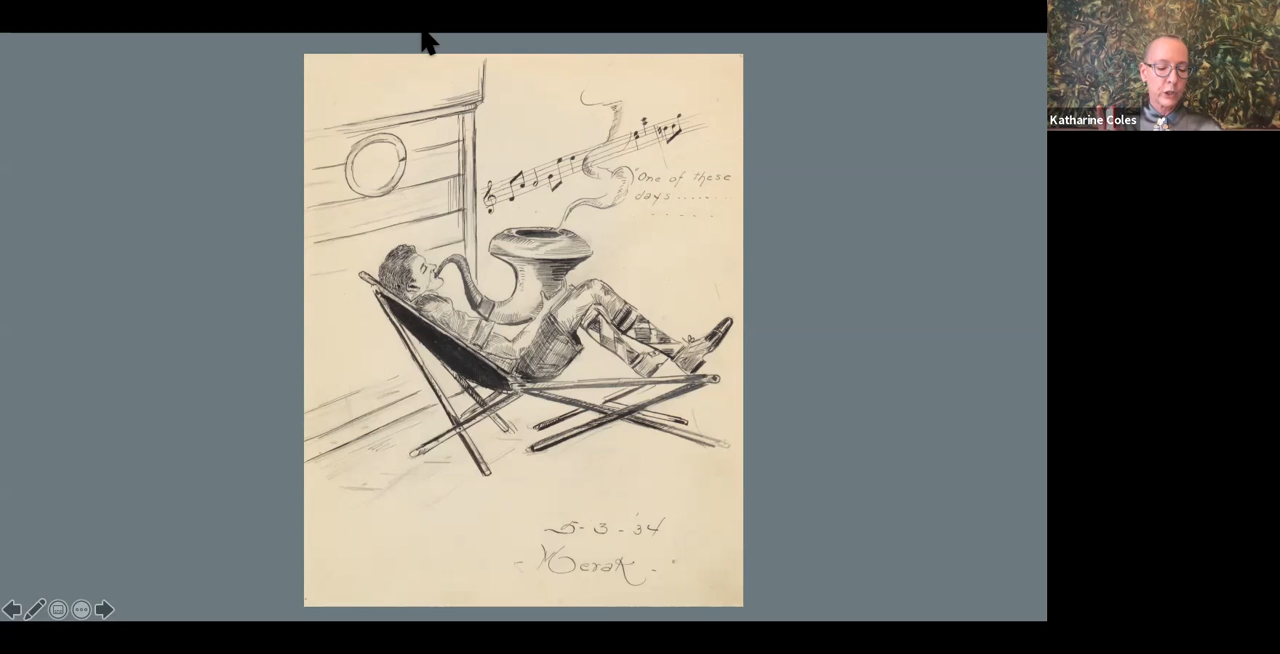 "One of these
days ........
- - - - -
5-3-'34
- Merak -
Katharine Coles